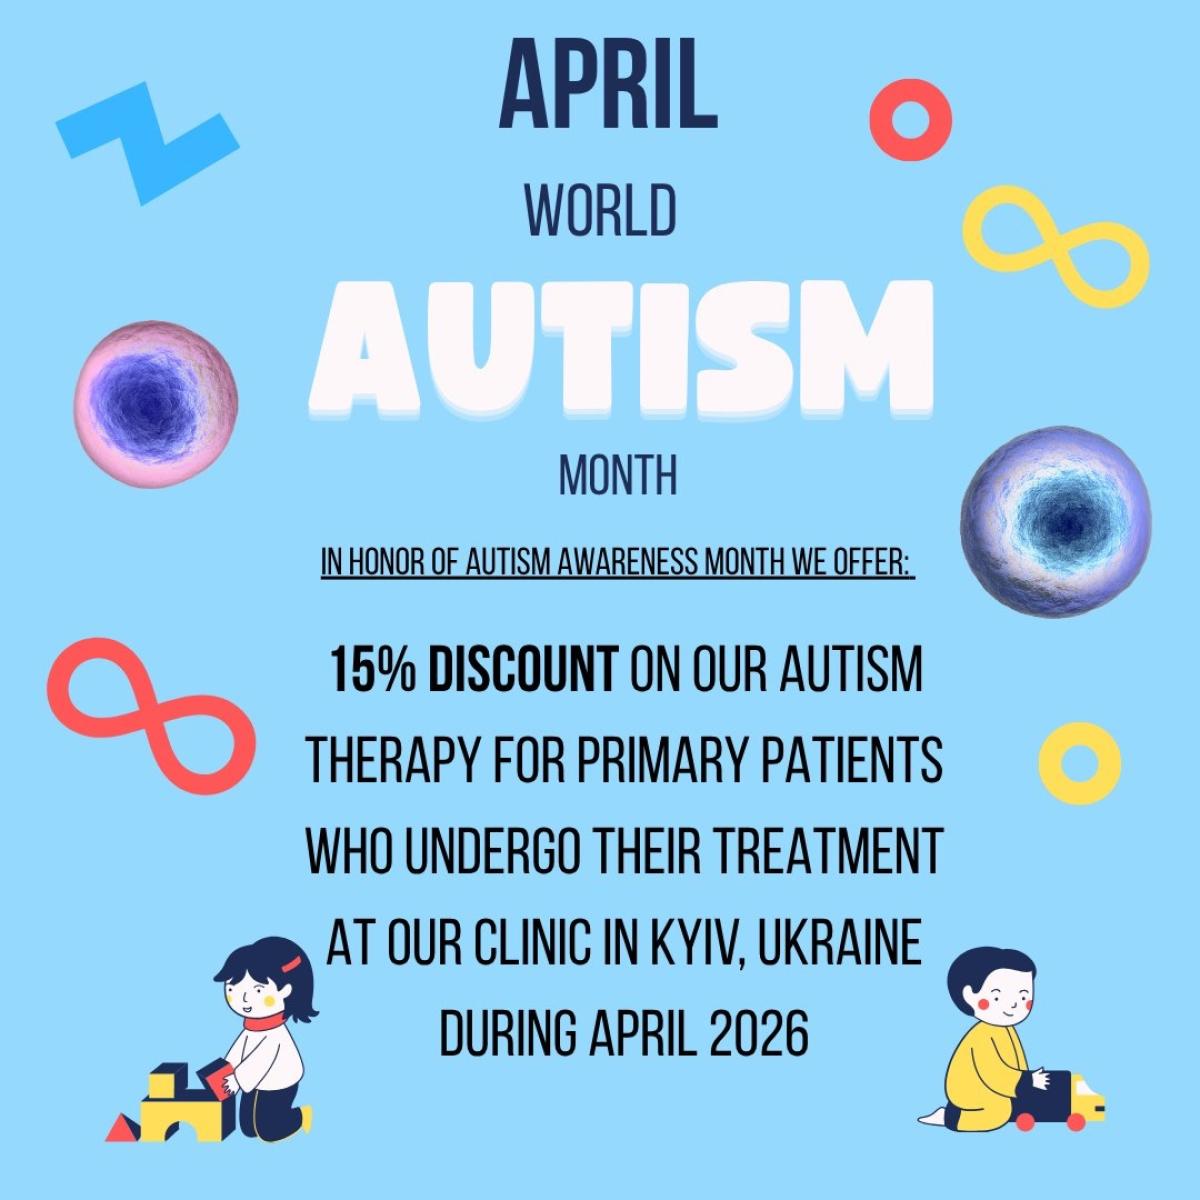 APRIL
WORLD
AUTISM
MONTH
IN HONOR OF AUTISM AWARENESS MONTH WE OFFER:
15% DISCOUNT ON OUR AUTISM
THERAPY FOR PRIMARY PATIENTS
WHO UNDERGO THEIR TREATMENT
AT OUR CLINIC IN KYIV, UKRAINE
DURING APRIL 2026